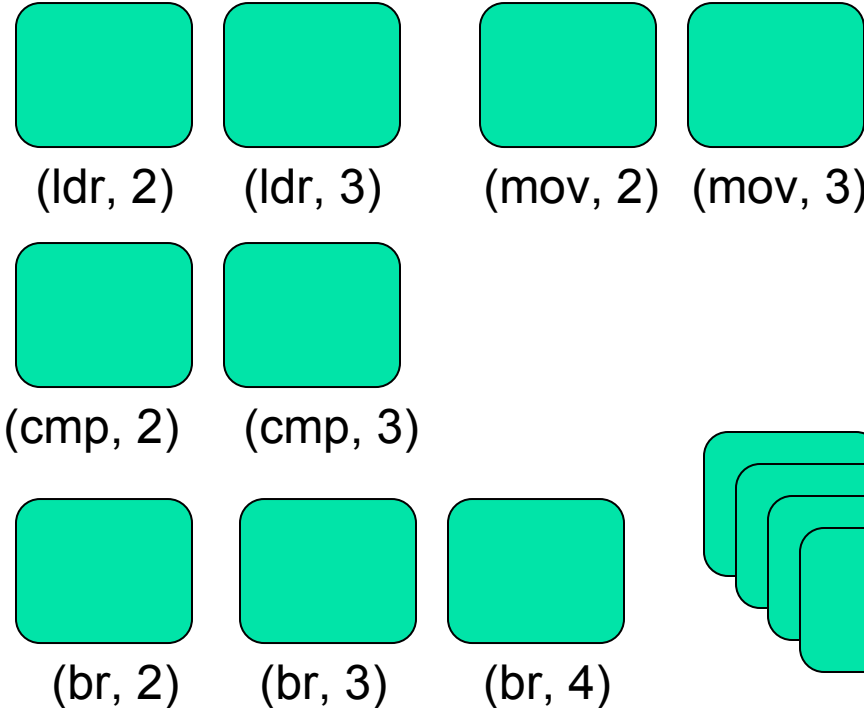 (ldr, 2) (ldr, 3) (mov, 2) (mov, 3)
(cmp, 2) (cmp, 3)
(br, 2) (br, 3) (br, 4)